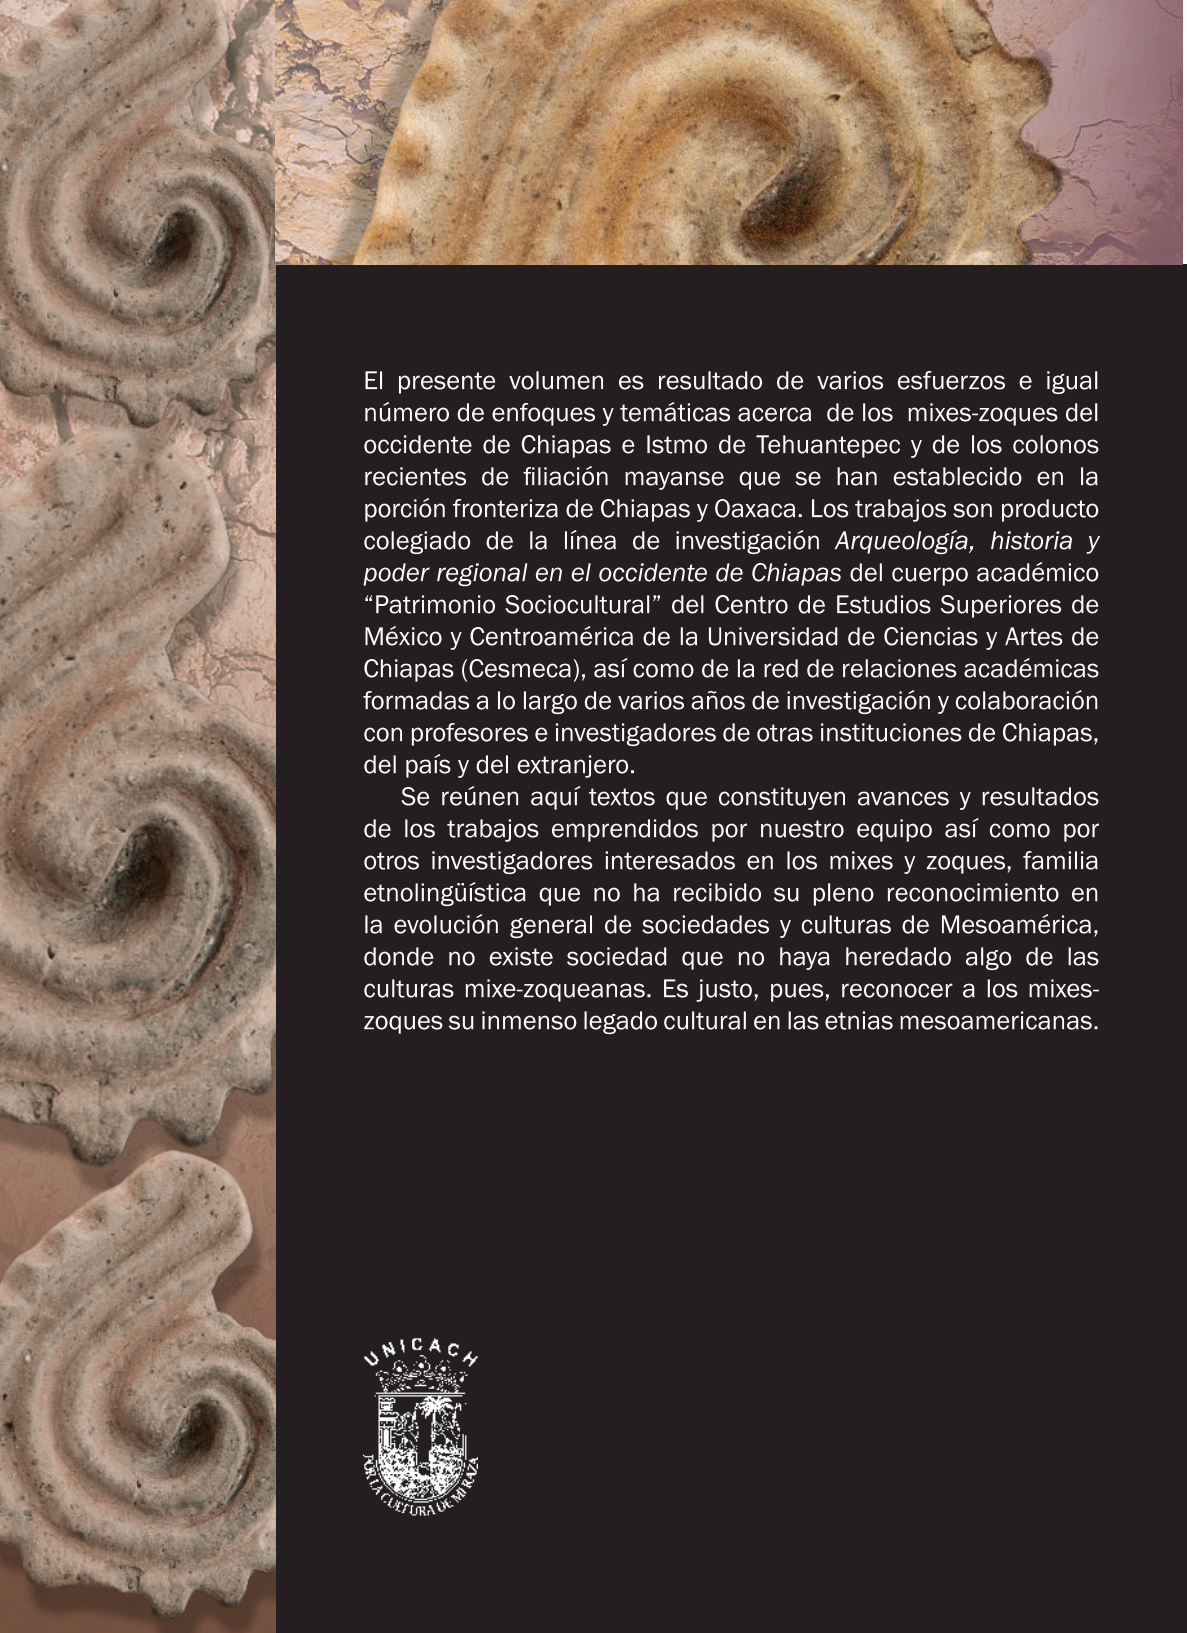 El presente volumen es resultado de varios esfuerzos e igual
número de enfoques y temáticas acerca de los mixes-zoques del
occidente de Chiapas e Istmo de Tehuantepec y de los colonos
recientes de filiación mayanse que se han establecido en la
porción fronteriza de Chiapas y Oaxaca. Los trabajos son producto
colegiado de la línea de investigación Arqueología, historia y
poder regional en el occidente de Chiapas del cuerpo académico
“Patrimonio Sociocultural” del Centro de Estudios Superiores de
México y Centroamérica de la Universidad de Ciencias y Artes de
Chiapas (Cesmeca), así como de la red de relaciones académicas
formadas a lo largo de varios años de investigación y colaboración
con profesores e investigadores de otras instituciones de Chiapas,
del país y del extranjero.
Se reúnen aquí textos que constituyen avances y resultados
de los trabajos emprendidos por nuestro equipo así como por
otros investigadores interesados en los mixes y zoques, familia
etnolingüística que no ha recibido su pleno reconocimiento en
la evolución general de sociedades y culturas de Mesoamérica,
donde no existe sociedad que no haya heredado algo de las
culturas mixe-zoqueanas. Es justo, pues, reconocer a los mixes-
zoques su inmenso legado cultural en las etnias mesoamericanas.
UNICACH
POR LA CULTURA DE MI RAZA